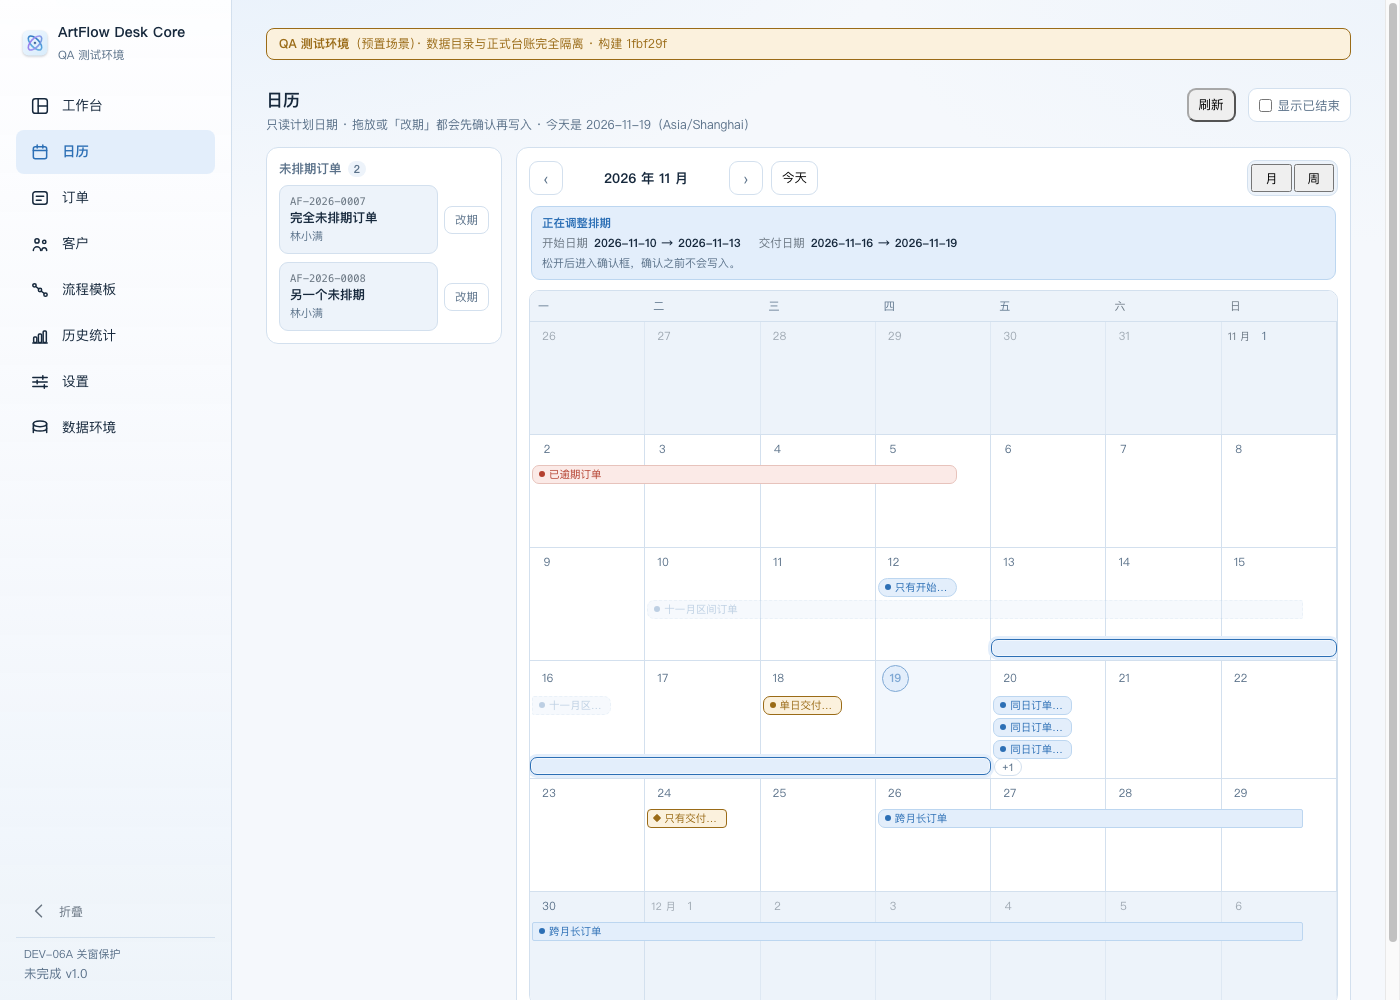 ArtFlow Desk Core
QA 测试环境
工作台
日历
订单
客户
流程模板
历史统计
设置
数据环境
折叠
DEV-06A 关窗保护
未完成 v1.0
QA 测试环境（预置场景）· 数据目录与正式台账完全隔离 · 构建 1fbf29f
日历
只读计划日期 · 拖放或「改期」都会先确认再写入 · 今天是 2026-11-19（Asia/Shanghai）
刷新
显示已结束
未排期订单 2
AF-2026-0007
完全未排期订单
林小满
改期
AF-2026-0008
另一个未排期
林小满
改期
‹ 2026 年 11 月 › 今天
月 周
正在调整排期
开始日期 2026-11-10 → 2026-11-13 交付日期 2026-11-16 → 2026-11-19
松开后进入确认框，确认之前不会写入。
一 二 三 四 五 六 日
26 27 28 29 30 31 11 月 1
2 3 4 5 6 7 8
已逾期订单
9 10 11 12 13 14 15
只有开始...
十一月区间订单
16 17 18 19 20 21 22
十一月区... 单日交付... 同日订单...
同日订单...
同日订单...
+1
23 24 25 26 27 28 29
只有交付... 跨月长订单
30 12 月 1 2 3 4 5 6
跨月长订单